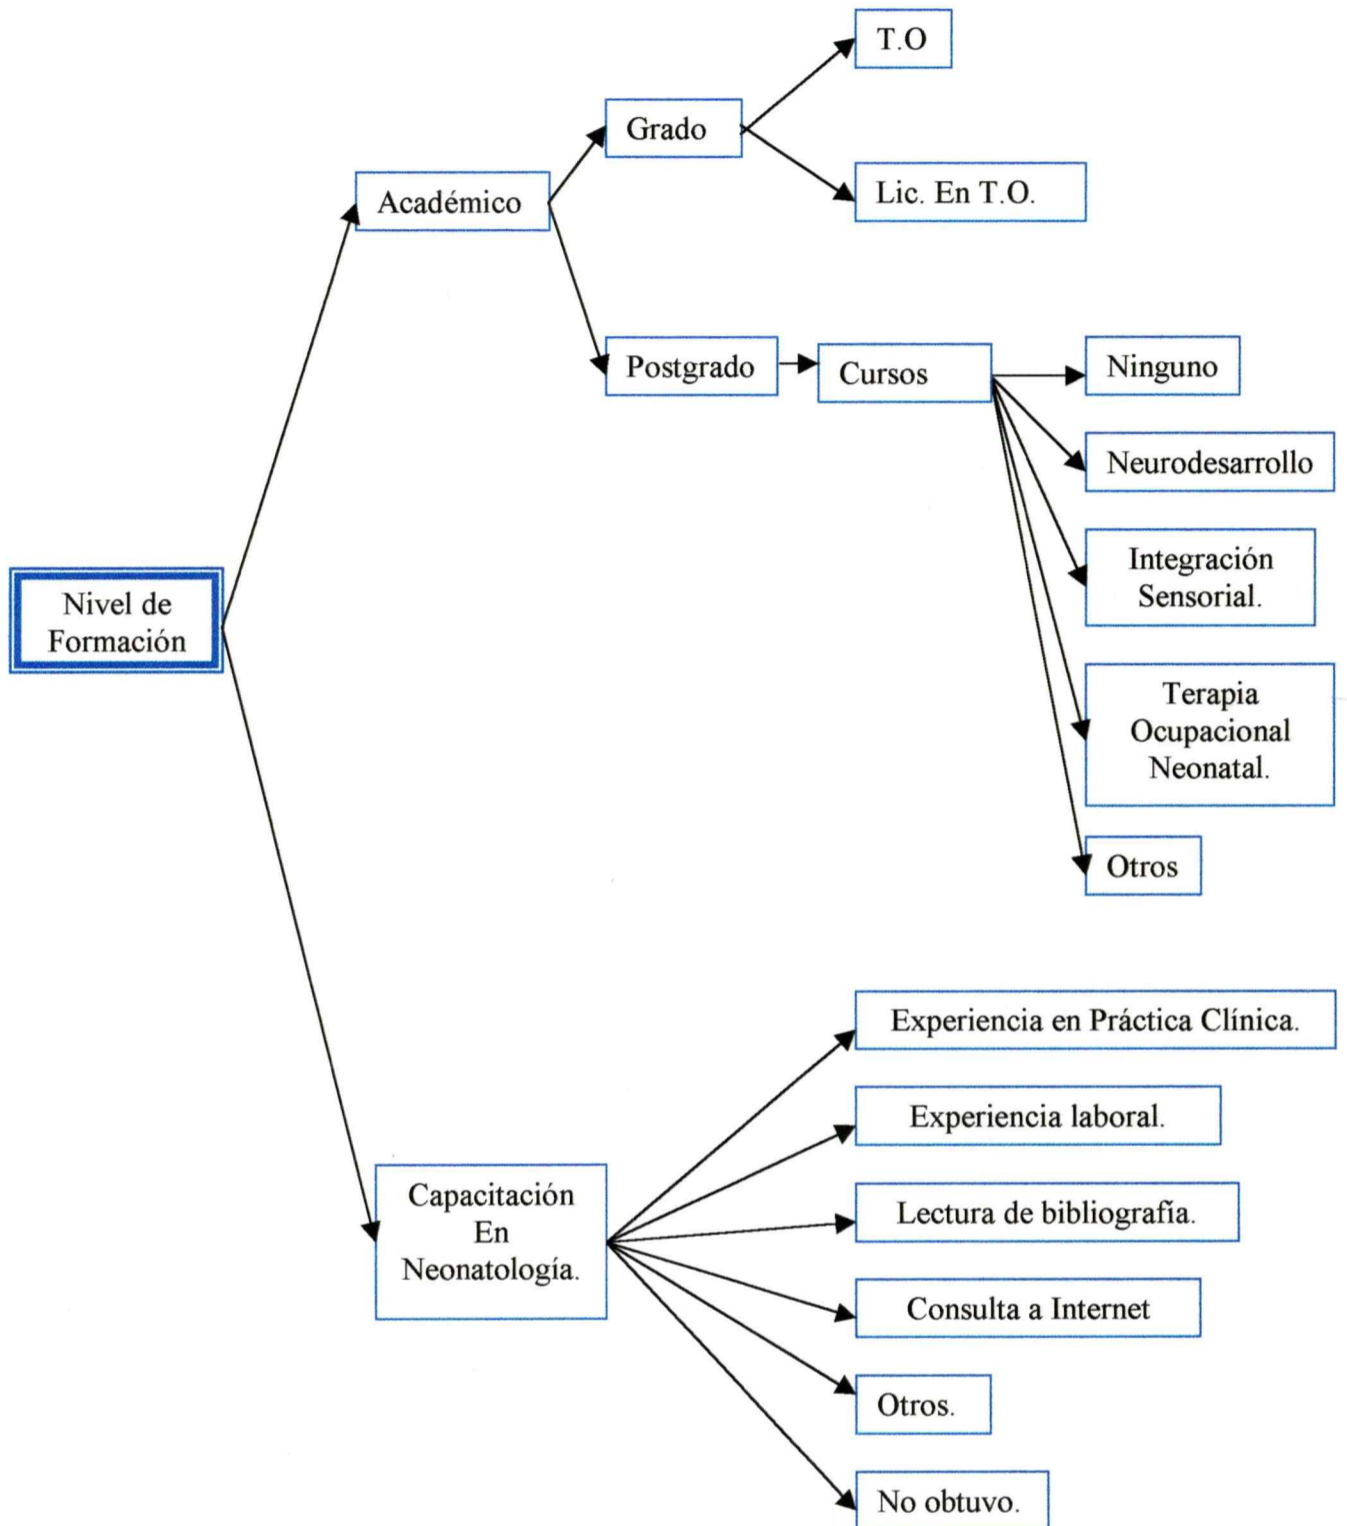 T.O
Grado
Lic. En T.O.
Académico
Postgrado
Cursos
Ninguno
Neurodesarrollo
Integración
Sensorial.
Terapia
Ocupacional
Neonatal.
Otros
Nivel de
Formación
Experiencia en Práctica Clínica.
Experiencia laboral.
Capacitación
En
Neonatología.
Lectura de bibliografía.
Consulta a Internet
Otros.
No obtuvo.